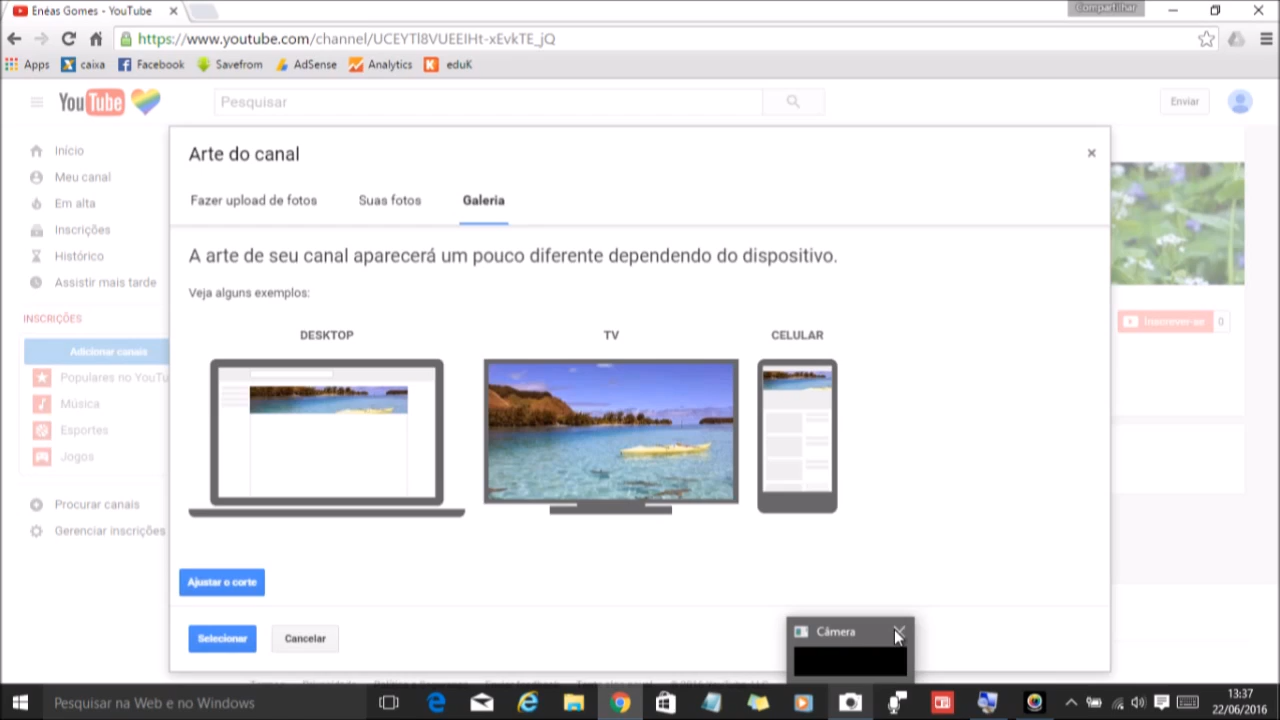 Enéas Gomes - YouTube
Compartilhar
https://www.youtube.com/channel/UCEYTl8VUEEIHt-xEvkTE_jQ
Apps
caixa
Facebook
Savefrom
AdSense
Analytics
eduK
YouTube
Pesquisar
Enviar
Início
Meu canal
Em alta
Inscrições
Histórico
Assistir mais tarde
INSCRIÇÕES
Adicionar canais
Populares no YouTu
Música
Esportes
Jogos
Procurar canais
Gerenciar inscrições
Arte do canal
Fazer upload de fotos
Suas fotos
Galeria
A arte de seu canal aparecerá um pouco diferente dependendo do dispositivo.
Veja alguns exemplos:
DESKTOP
TV
CELULAR
Ajustar o corte
Selecionar
Cancelar
Inscrever-se
0
Câmera
Pesquisar na Web e no Windows
13:37
22/06/2016